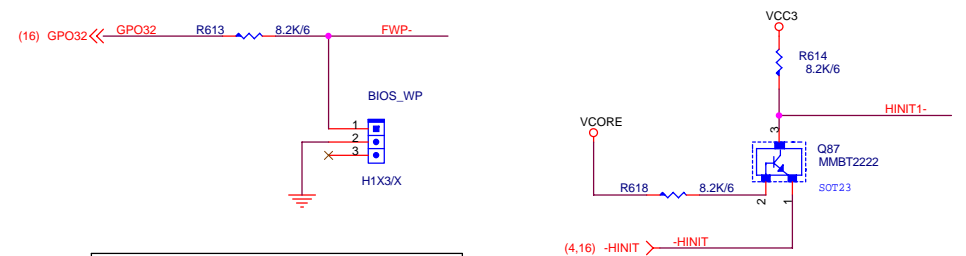 (16) GPO32 GPO32 R613 8.2K/6 FWP-
BIOS_WP
1
2
3
H1X3/X
VCC3
R614
8.2K/6
HINIT1-
VCORE
3
Q87
MMBT2222
SOT23
R618 8.2K/6
2 1
(4,16) -HINIT -HINIT